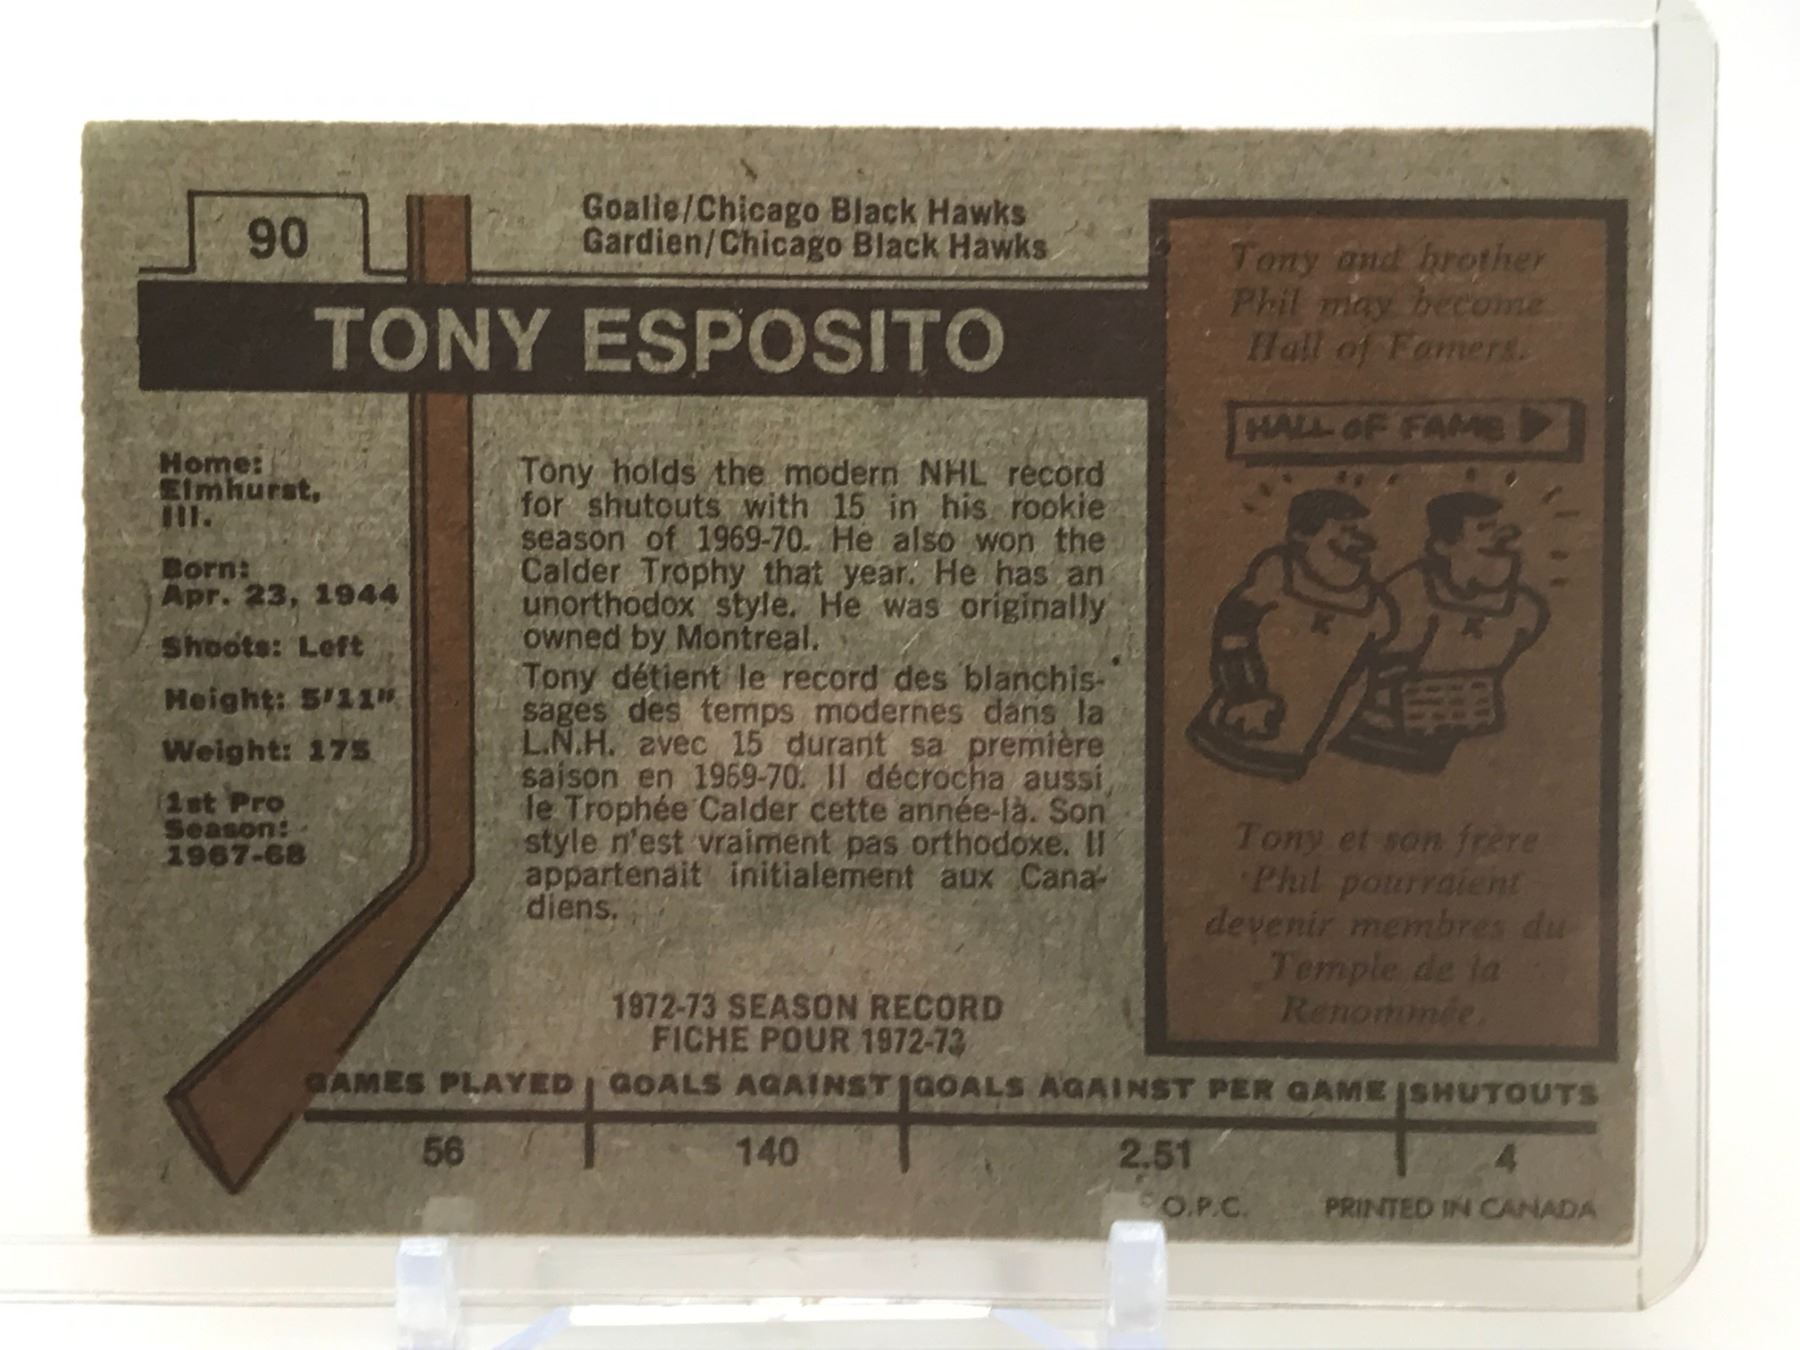 90
Goalie/Chicago Black Hawks
Gardien/Chicago Black Hawks
TONY ESPOSITO
Home:
Elmhurst,
Ill.
Born:
Apr. 23, 1944
Shoots: Left
Height: 5'11"
Weight: 175
1st Pro
Season:
1967-68
Tony holds the modern NHL record
for shutouts with 15 in his rookie
season of 1969-70. He also won the
Calder Trophy that year. He has an
unorthodox style. He was originally
owned by Montreal.
Tony détient le record des blanchis-
sages des temps modernes dans la
L.N.H. avec 15 durant sa première
saison en 1969-70. Il décrocha aussi
le Trophée Calder cette année-là. Son
style n'est vraiment pas orthodoxe. Il
appartenait initialement aux Cana-
diens.
Tony and brother
Phil may become
Hall of Famers.
HALL OF FAME
Tony et son frère
Phil pourraient
devenir membres du
Temple de la
Renommée.
1972-73 SEASON RECORD
FICHE POUR 1972-73
GAMES PLAYED GOALS AGAINST GOALS AGAINST PER GAME SHUTOUTS
56 140 2.51 4
© O.P.C. PRINTED IN CANADA